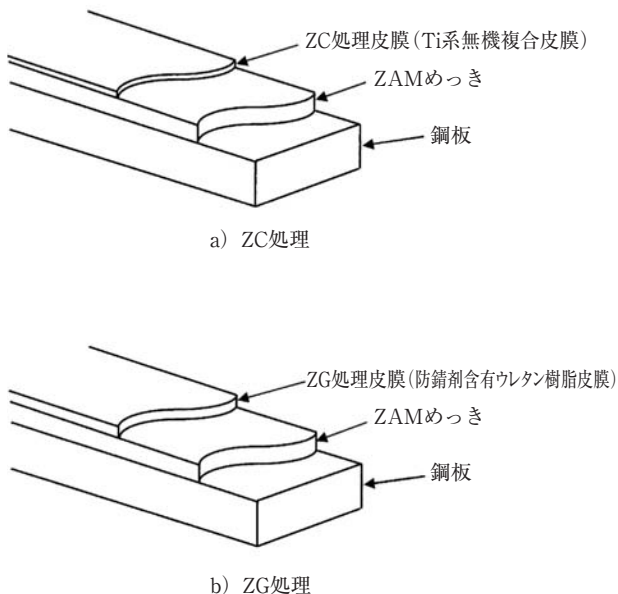 ZC処理皮膜(Ti系無機複合皮膜)
ZAMめっき
鋼板
a) ZC処理
ZG処理皮膜(防錆剤含有ウレタン樹脂皮膜)
ZAMめっき
鋼板
b) ZG処理